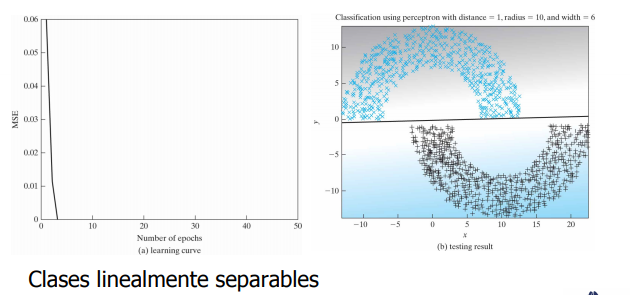 0.06
0.05
0.04
0.03
0.02
0.01
0
MSE
0 10 20 30 40 50
Number of epochs
(a) learning curve
Classification using perceptron with distance = 1, radius = 10, and width = 6
10
5
0
−5
−10
y
−10 −5 0 5 10 15 20
x
(b) testing result
Clases linealmente separables